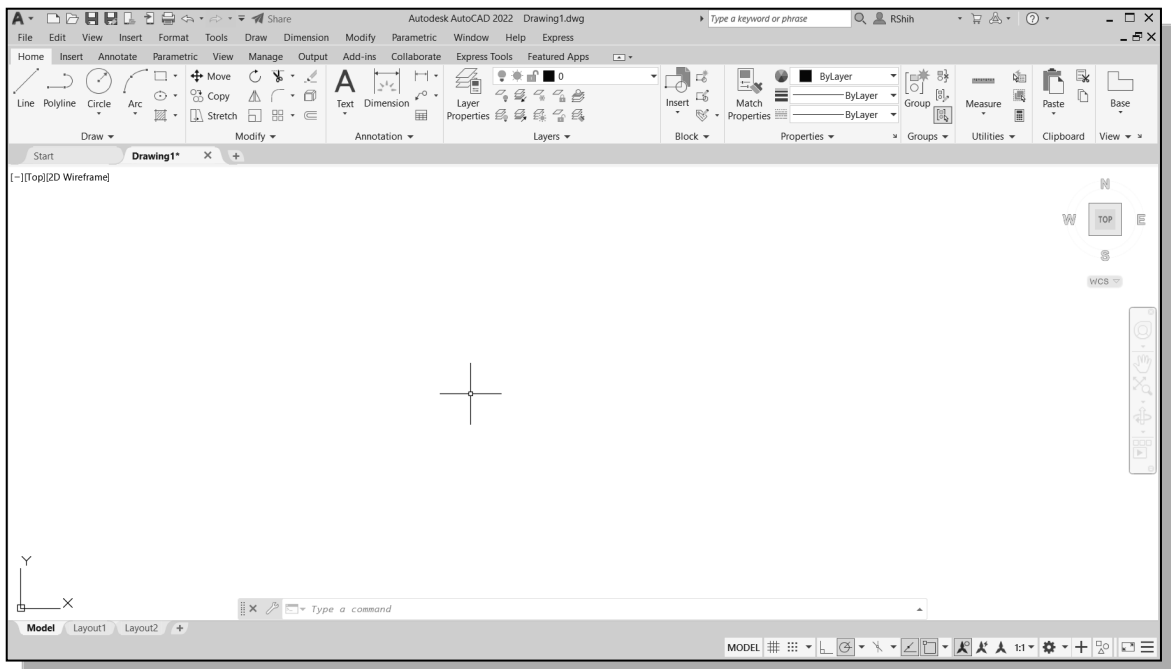 A Share Autodesk AutoCAD 2022 Drawing1.dwg Type a keyword or phrase RShih
File Edit View Insert Format Tools Draw Dimension Modify Parametric Window Help Express
Home Insert Annotate Parametric View Manage Output Add-ins Collaborate Express Tools Featured Apps
Move 0 ByLayer
Copy ByLayer
Line Polyline Circle Arc Text Dimension Layer Insert Match Group Measure Paste Base
Stretch Properties Properties ByLayer
Draw Modify Annotation Layers Block Properties Groups Utilities Clipboard View
Start Drawing1* X +
[−][Top][2D Wireframe]
N
W TOP E
S
WCS
Y
X
Type a command
Model Layout1 Layout2 +
MODEL 1:1